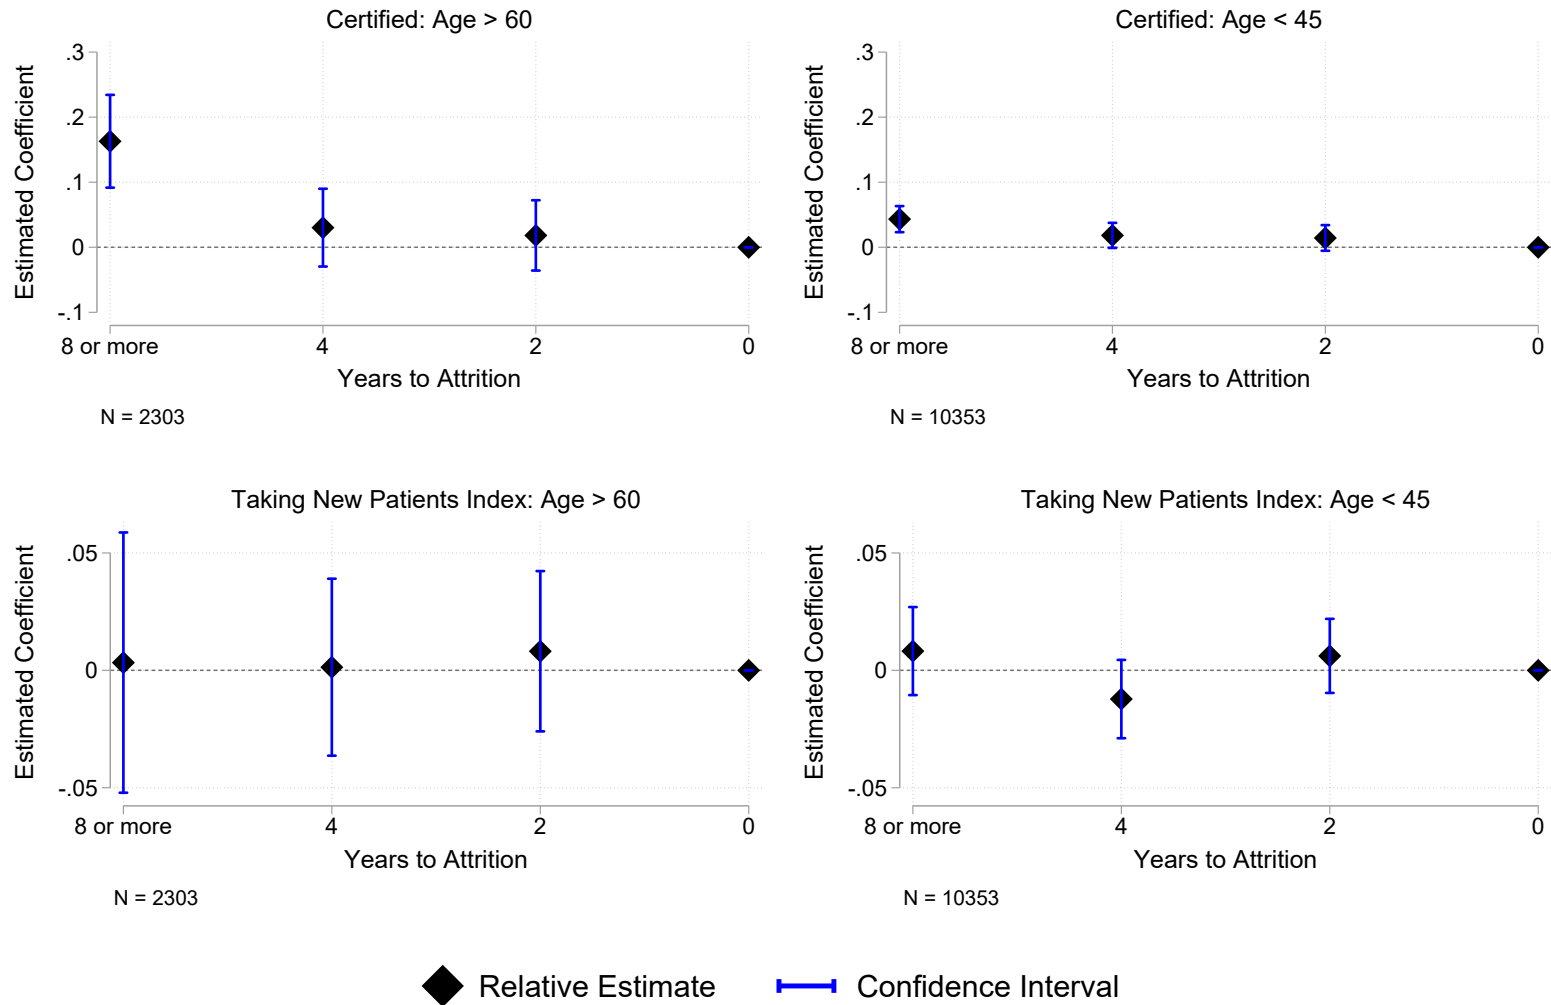 Certified: Age > 60
Estimated Coefficient
.3
.2
.1
0
-.1
8 or more
4
2
0
Years to Attrition
N = 2303
Certified: Age < 45
Estimated Coefficient
.3
.2
.1
0
-.1
8 or more
4
2
0
Years to Attrition
N = 10353
Taking New Patients Index: Age > 60
Estimated Coefficient
.05
0
-.05
8 or more
4
2
0
Years to Attrition
N = 2303
Taking New Patients Index: Age < 45
Estimated Coefficient
.05
0
-.05
8 or more
4
2
0
Years to Attrition
N = 10353
Relative Estimate
Confidence Interval